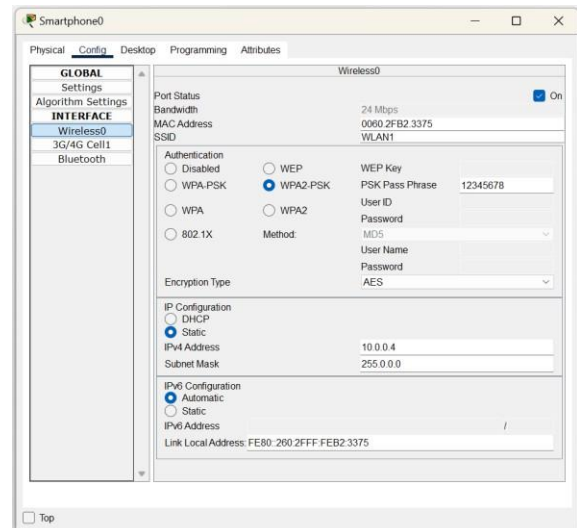 Smartphone0
Physical Config Desktop Programming Attributes
GLOBAL
Settings
Algorithm Settings
INTERFACE
Wireless0
3G/4G Cell1
Bluetooth
Wireless0
Port Status On
Bandwidth 24 Mbps
MAC Address 0060.2FB2.3375
SSID WLAN1
Authentication
Disabled WEP WEP Key
WPA-PSK WPA2-PSK PSK Pass Phrase 12345678
User ID
WPA WPA2 Password
802.1X Method: MD5
User Name
Password
Encryption Type AES
IP Configuration
DHCP
Static
IPv4 Address 10.0.0.4
Subnet Mask 255.0.0.0
IPv6 Configuration
Automatic
Static
IPv6 Address /
Link Local Address: FE80::260:2FFF:FEB2:3375
Top